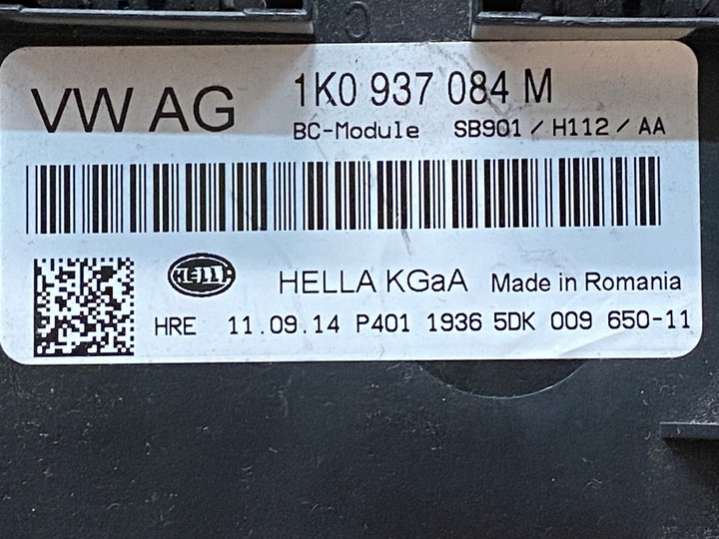 VW AG
1K0 937 084 M
BC-Module SB901 / H112 / AA
HELLA
HELLA KGaA Made in Romania
HRE 11.09.14 P401 1936 5DK 009 650-11